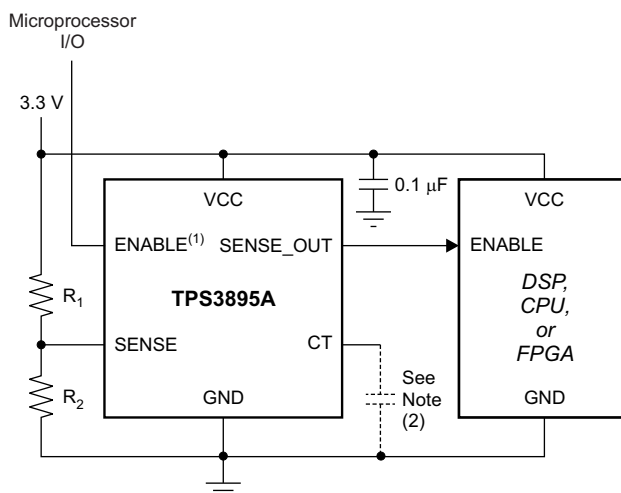 Microprocessor
I/O
3.3 V
VCC
0.1 μF
VCC
ENABLE(1)
SENSE_OUT
ENABLE
R1
TPS3895A
DSP,
CPU,
or
FPGA
SENSE
CT
R2
GND
See
Note
(2)
GND